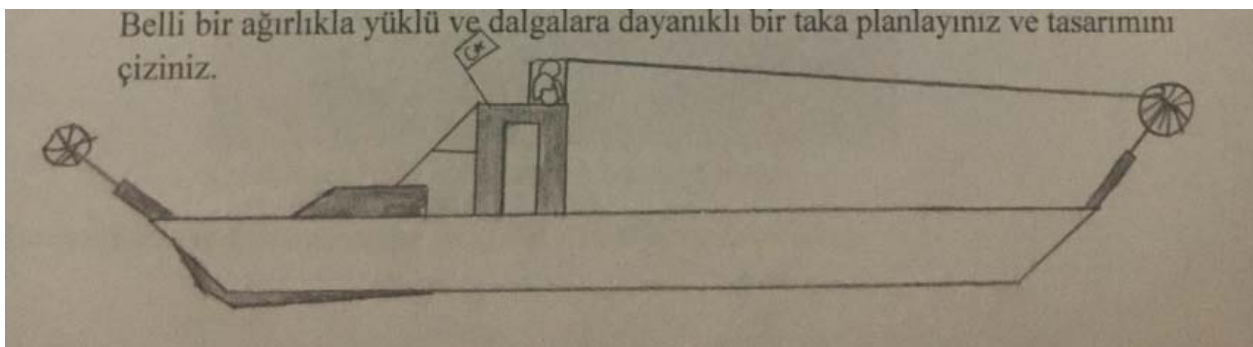 Belli bir ağırlıkla yüklü ve dalgalara dayanıklı bir taka planlayınız ve tasarımını
çiziniz.